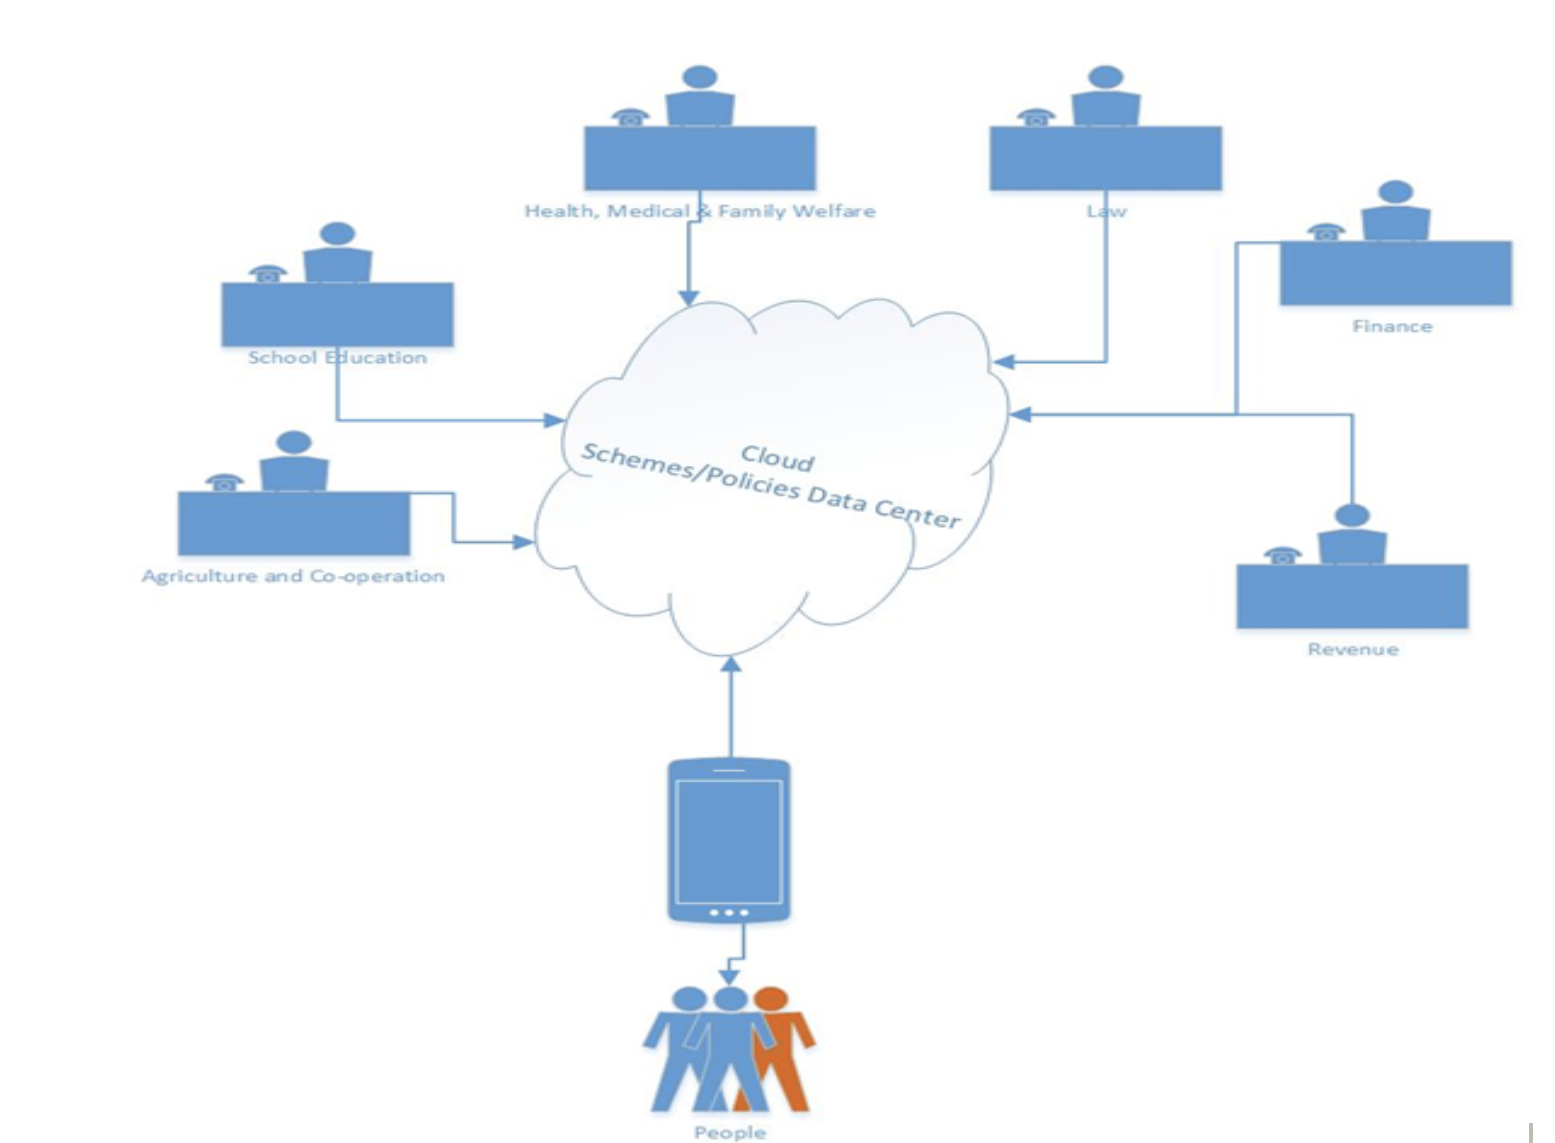 Health, Medical & Family Welfare
Law
Finance
School Education
Cloud
Schemes/Policies Data Center
Agriculture and Co-operation
Revenue
People